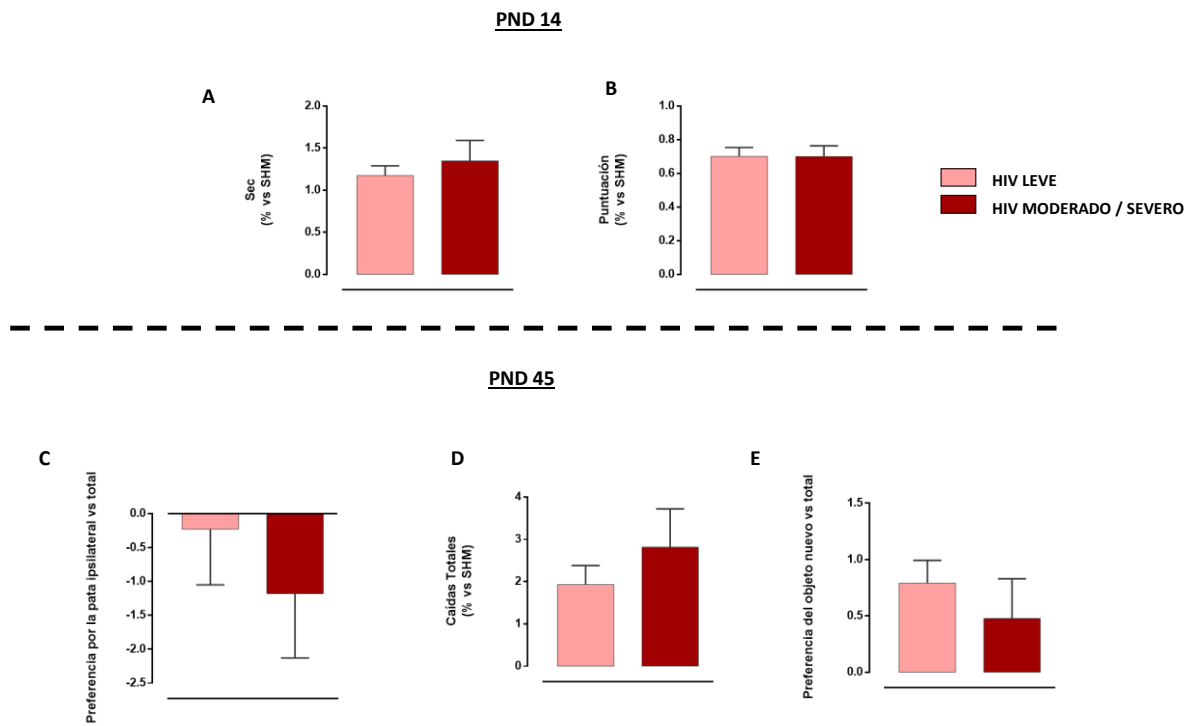 PND 14
A
Sec
(% vs SHM)
2.0
1.5
1.0
0.5
0.0
B
Puntuación
(% vs SHM)
1.0
0.8
0.6
0.4
0.2
0.0
HIV LEVE
HIV MODERADO / SEVERO
PND 45
C
Preferencia por la pata ipsilateral vs total
0.0
-0.5
-1.0
-1.5
-2.0
-2.5
D
Caídas Totales
(% vs SHM)
4
3
2
1
0
E
Preferencia del objeto nuevo vs total
1.5
1.0
0.5
0.0